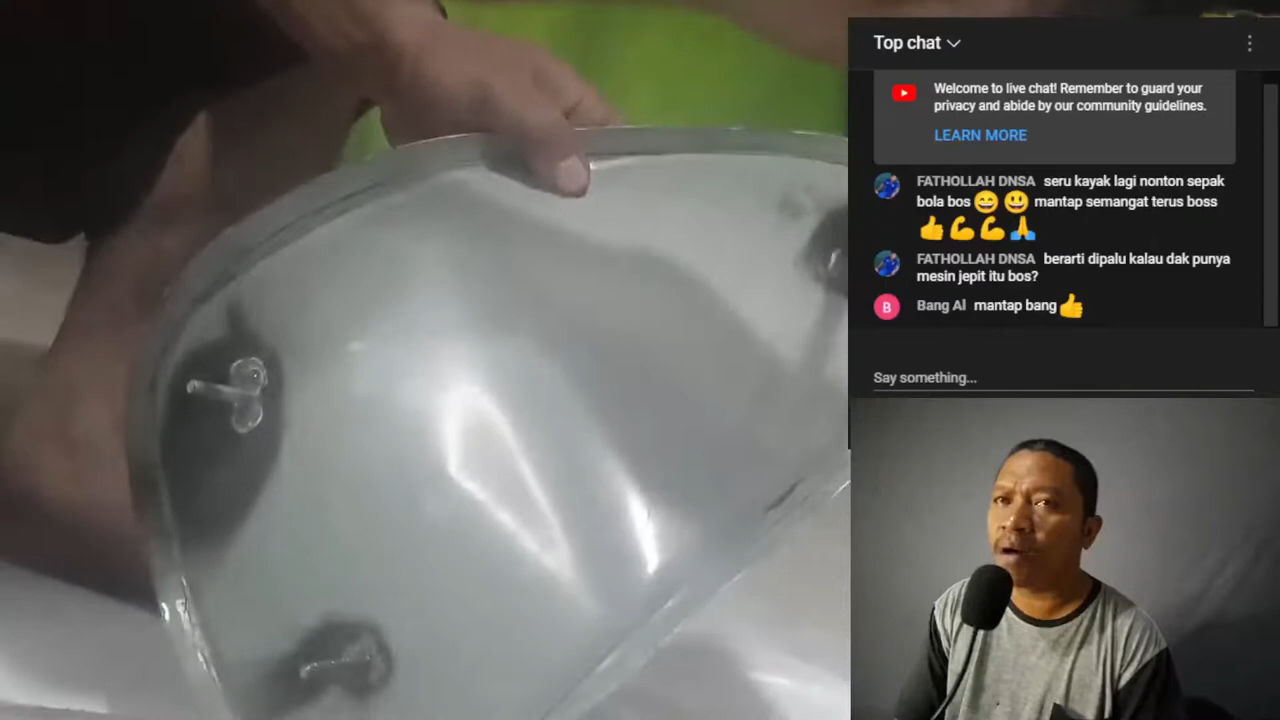 Top chat
Welcome to live chat! Remember to guard your
privacy and abide by our community guidelines.
LEARN MORE
FATHOLLAH DNSA seru kayak lagi nonton sepak
bola bos😄😃 mantap semangat terus boss
👍💪💪🙏
FATHOLLAH DNSA berarti dipalu kalau dak punya
mesin jepit itu bos?
B Bang Al mantap bang👍
Say something...